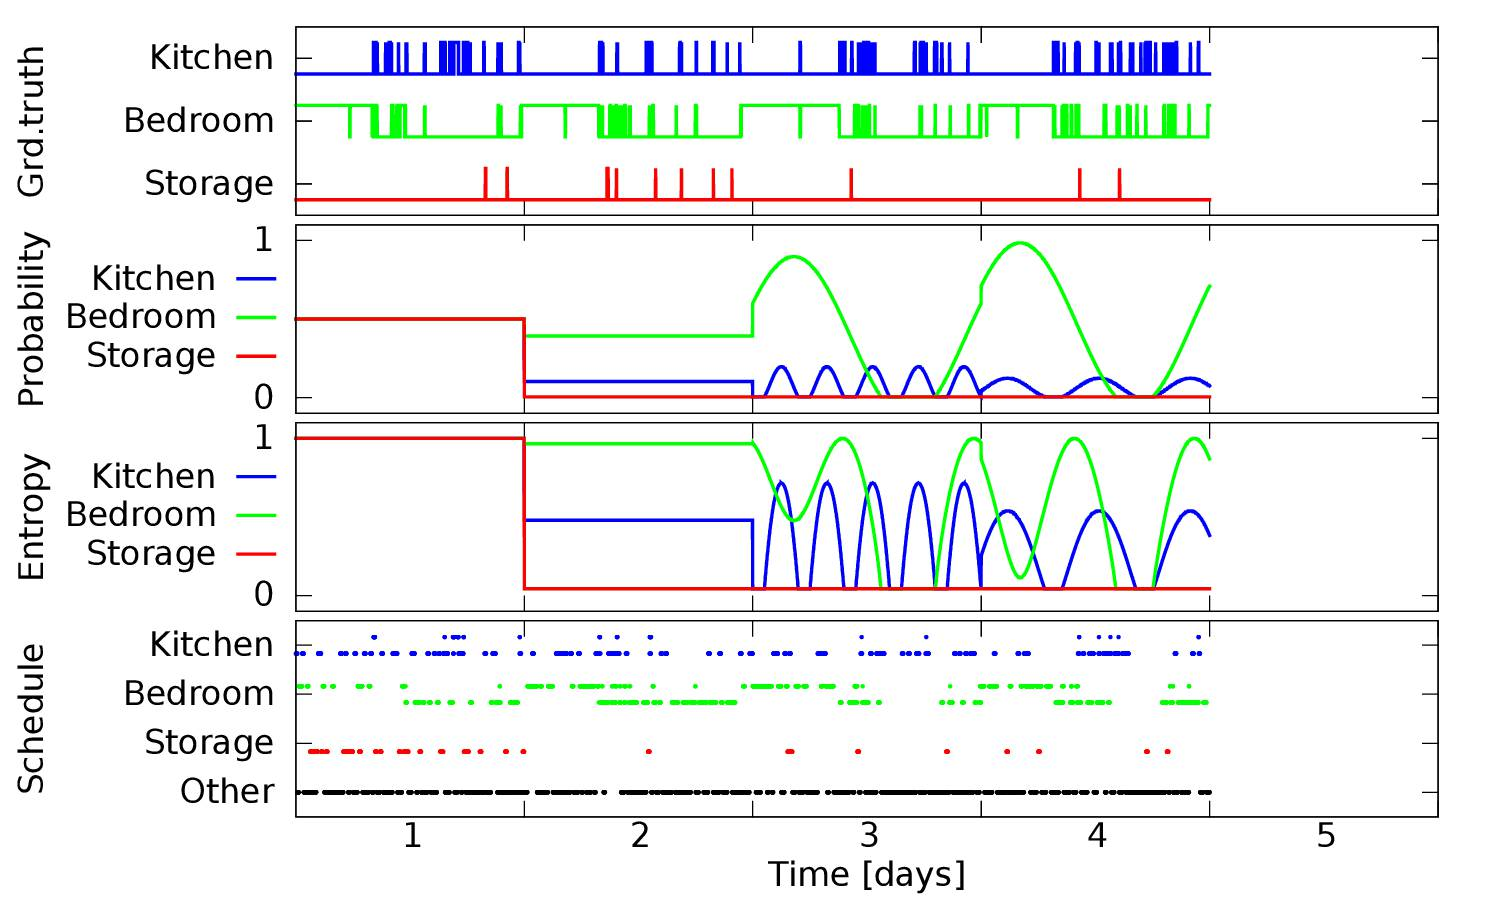 Grd.truth
Kitchen
Bedroom
Storage
Probability
1
Kitchen
Bedroom
Storage
0
Entropy
1
Kitchen
Bedroom
Storage
0
Schedule
Kitchen
Bedroom
Storage
Other
1 2 3 4 5
Time [days]